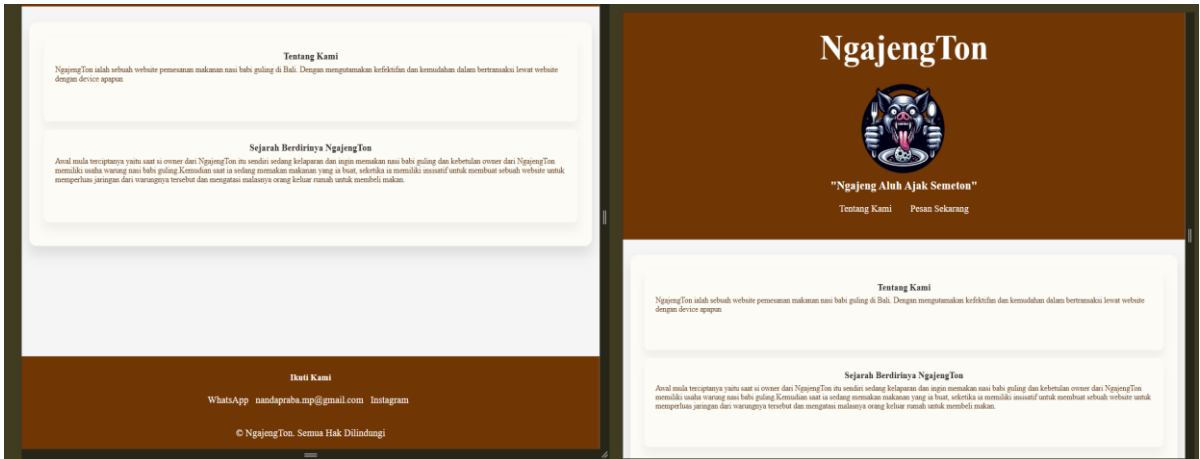 Tentang Kami
NgajengTon ialah sebuah website pemesanan makanan nasi babi guling di Bali. Dengan mengutamakan kefektifan dan kemudahan dalam bertransaksi lewat website
dengan device apapun
Sejarah Berdirinya NgajengTon
Awal mula terciptanya yaitu saat si owner dari NgajengTon itu sendiri sedang kelaparan dan ingin memakan nasi babi guling dan kebetulan owner dari NgajengTon
memiliki usaha warung nasi babi guling.Kemudian saat ia sedang memakan makanan yang ia buat, seketika ia memiliki insisatif untuk membuat sebuah website untuk
memperluas jaringan dari warungnya tersebut dan mengatasi malasnya orang keluar rumah untuk membeli makan.
Ikuti Kami
WhatsApp nandapraba.mp@gmail.com Instagram
© NgajengTon. Semua Hak Dilindungi
NgajengTon
"Ngajeng Aluh Ajak Semeton"
Tentang Kami Pesan Sekarang
Tentang Kami
NgajengTon ialah sebuah website pemesanan makanan nasi babi guling di Bali. Dengan mengutamakan kefektifan dan kemudahan dalam bertransaksi lewat website
dengan device apapun
Sejarah Berdirinya NgajengTon
Awal mula terciptanya yaitu saat si owner dari NgajengTon itu sendiri sedang kelaparan dan ingin memakan nasi babi guling dan kebetulan owner dari NgajengTon
memiliki usaha warung nasi babi guling.Kemudian saat ia sedang memakan makanan yang ia buat, seketika ia memiliki insisatif untuk membuat sebuah website untuk
memperluas jaringan dari warungnya tersebut dan mengatasi malasnya orang keluar rumah untuk membeli makan.